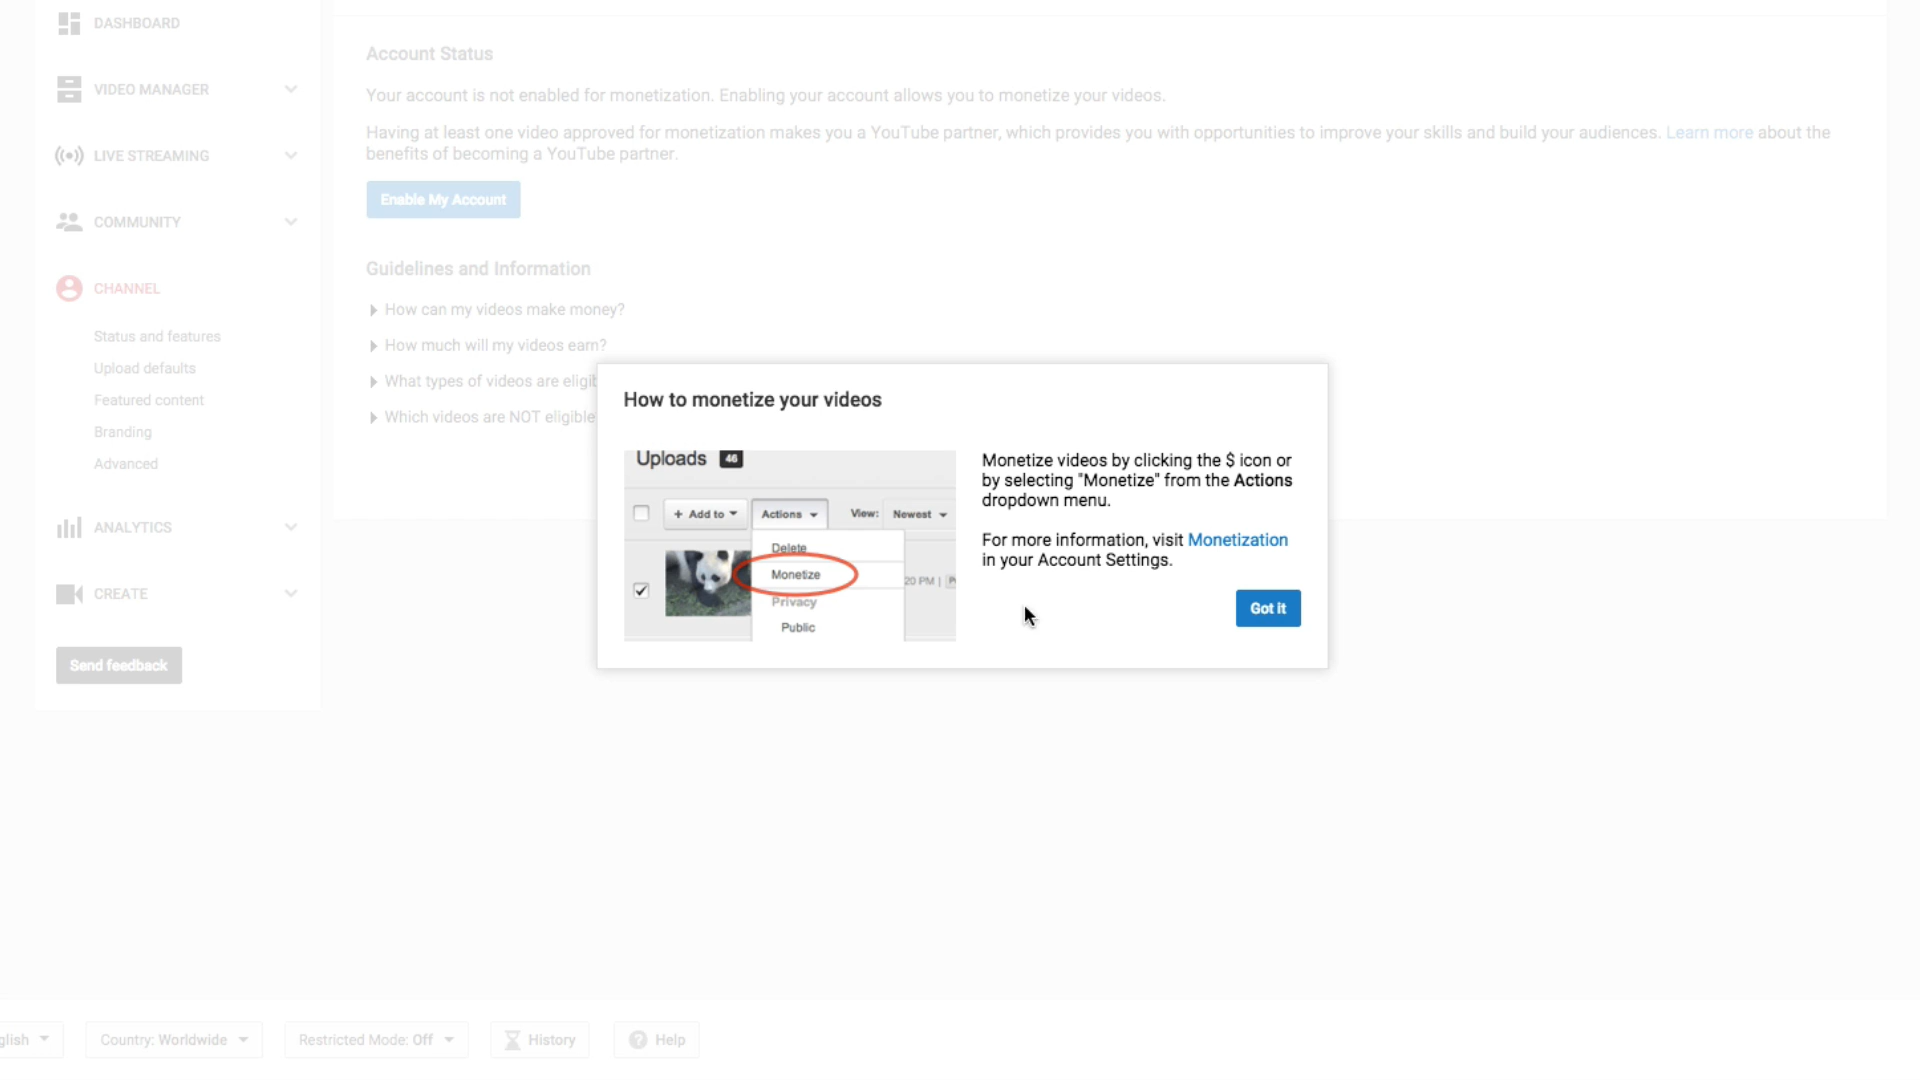 DASHBOARD
VIDEO MANAGER
LIVE STREAMING
COMMUNITY
CHANNEL
Status and features
Upload defaults
Featured content
Branding
Advanced
ANALYTICS
CREATE
Send feedback
Account Status
Your account is not enabled for monetization. Enabling your account allows you to monetize your videos.
Having at least one video approved for monetization makes you a YouTube partner, which provides you with opportunities to improve your skills and build your audiences. Learn more about the
benefits of becoming a YouTube partner.
Enable My Account
Guidelines and Information
How can my videos make money?
How much will my videos earn?
What types of videos are
Which videos are NOT eligible
How to monetize your videos
Uploads 46
+ Add to Actions View: Newest
Delete
Monetize
20 PM |
Privacy
Public
Monetize videos by clicking the $ icon or
by selecting "Monetize" from the Actions
dropdown menu.
For more information, visit Monetization
in your Account Settings.
Got it
Country: Worldwide
Restricted Mode: Off
History
Help